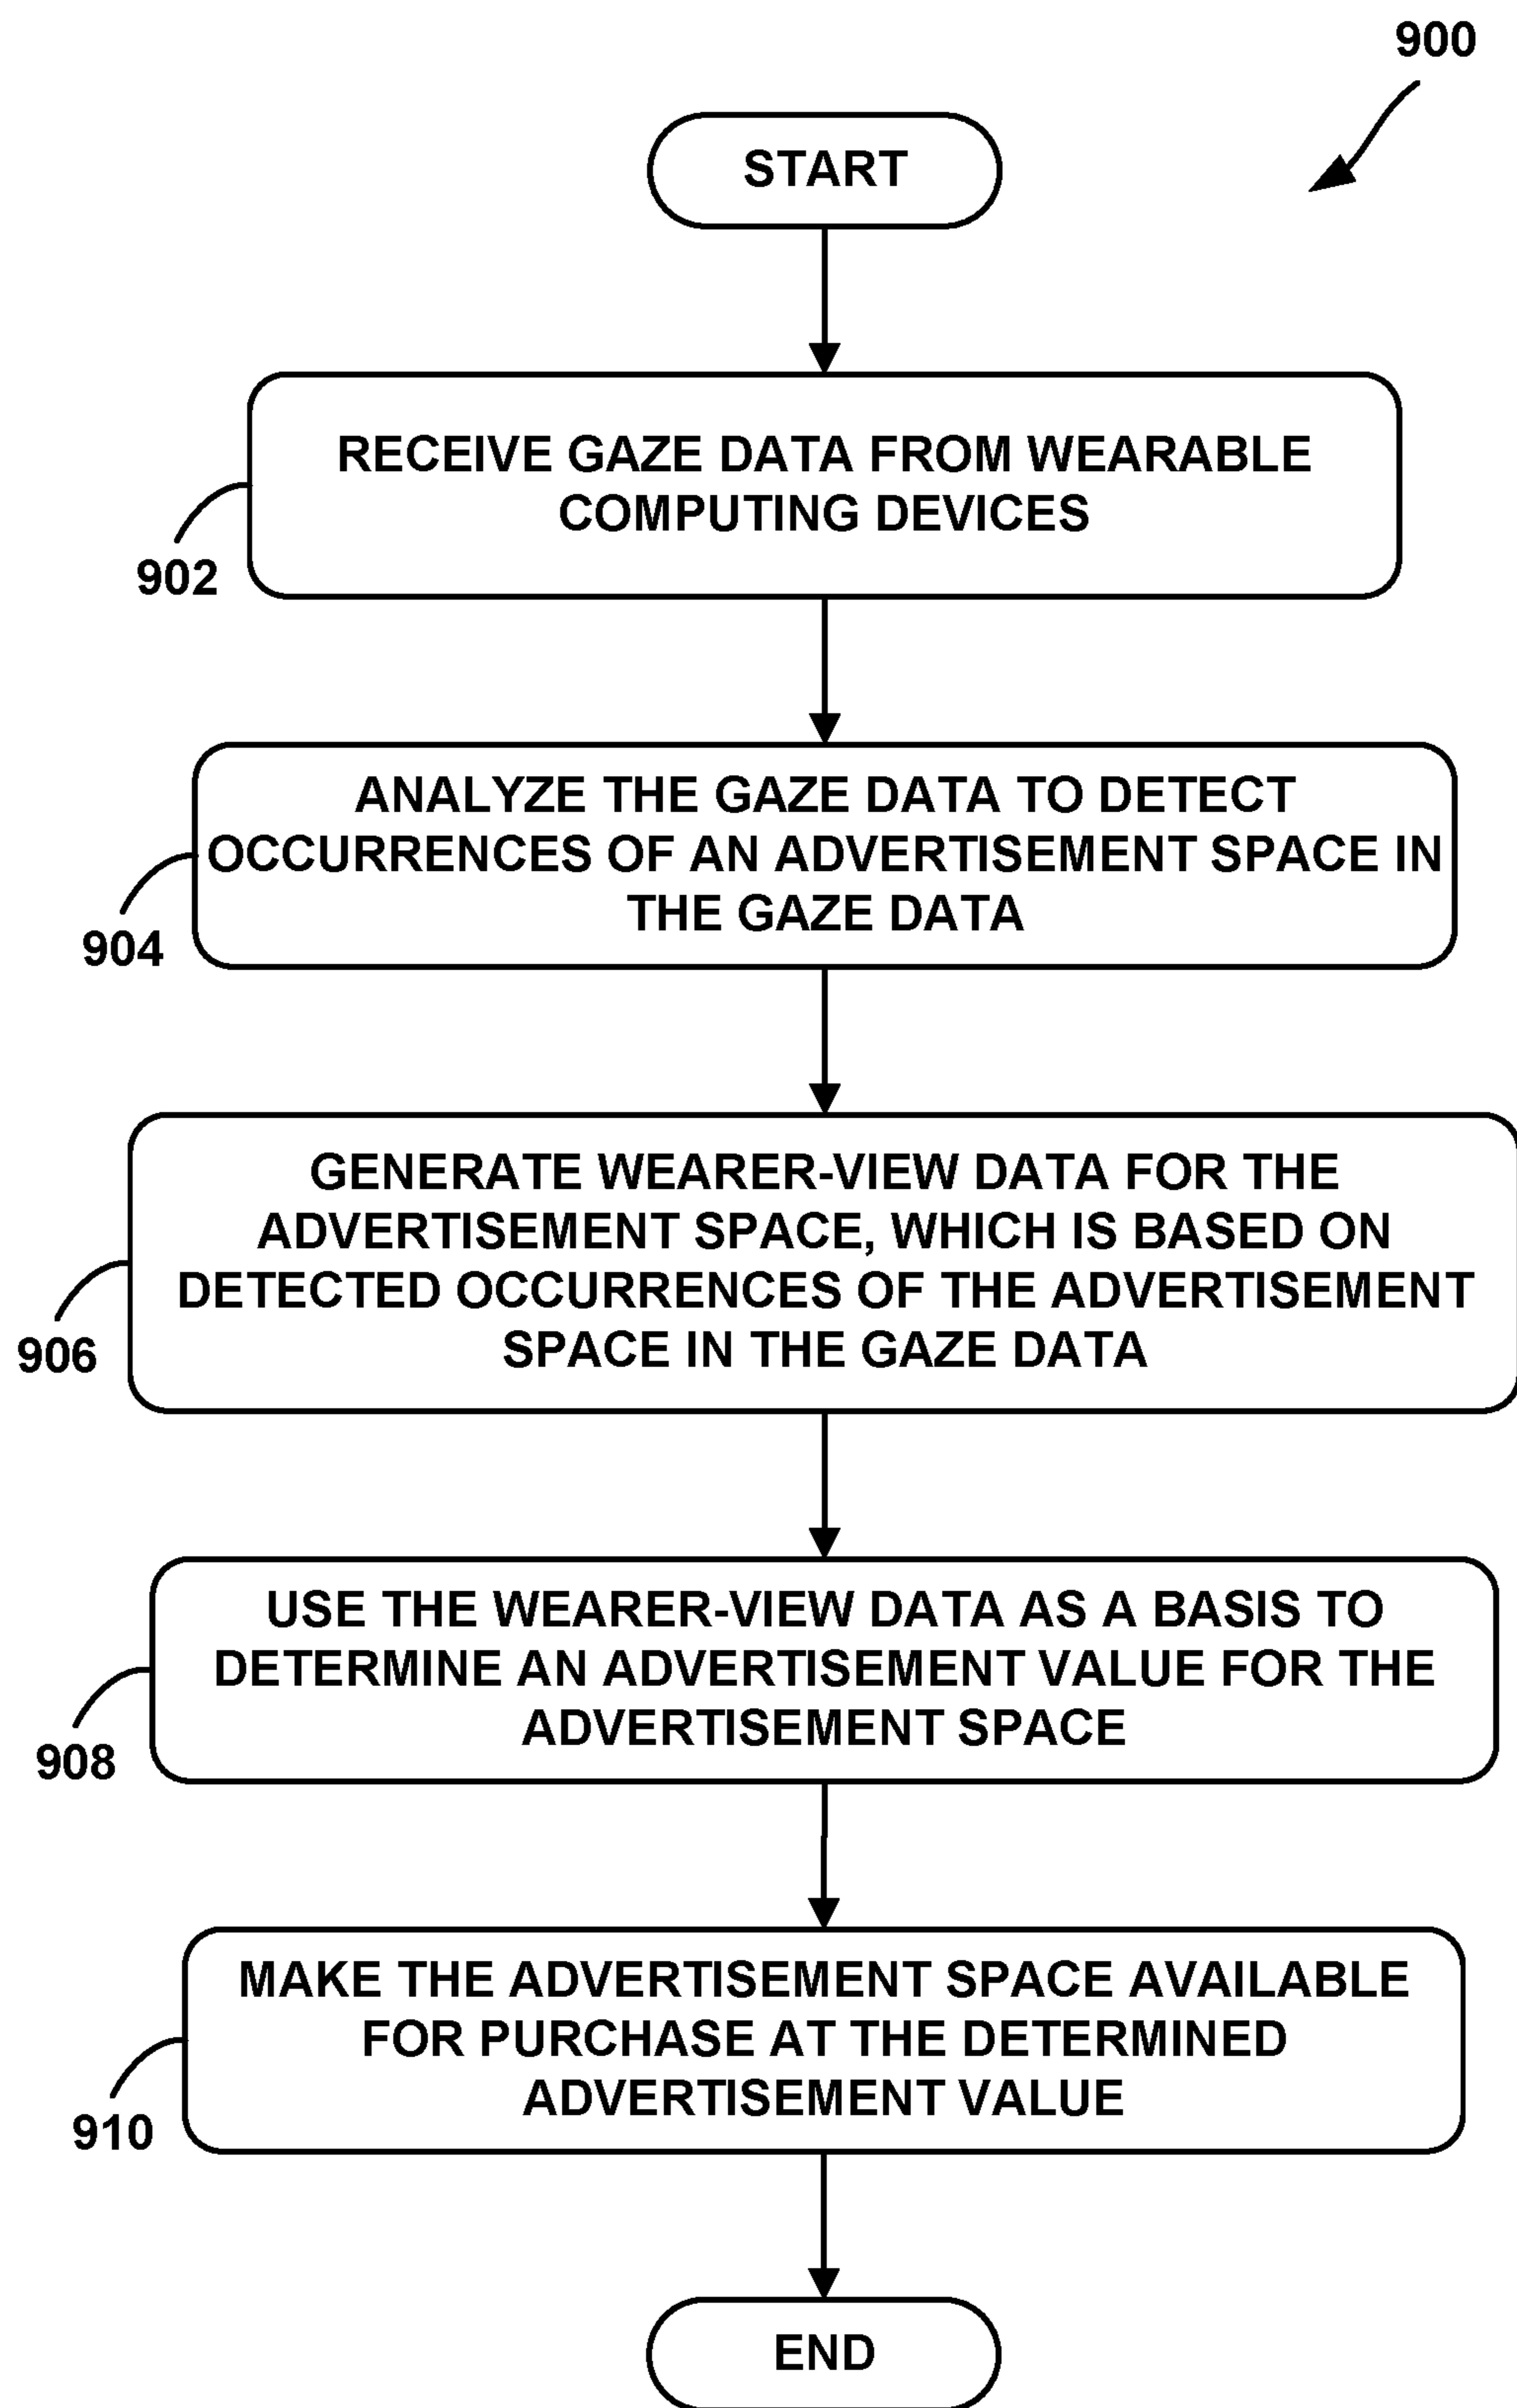 900
START
RECEIVE GAZE DATA FROM WEARABLE
COMPUTING DEVICES
902
ANALYZE THE GAZE DATA TO DETECT
OCCURRENCES OF AN ADVERTISEMENT SPACE IN
THE GAZE DATA
904
GENERATE WEARER-VIEW DATA FOR THE
ADVERTISEMENT SPACE, WHICH IS BASED ON
DETECTED OCCURRENCES OF THE ADVERTISEMENT
SPACE IN THE GAZE DATA
906
USE THE WEARER-VIEW DATA AS A BASIS TO
DETERMINE AN ADVERTISEMENT VALUE FOR THE
ADVERTISEMENT SPACE
908
MAKE THE ADVERTISEMENT SPACE AVAILABLE
FOR PURCHASE AT THE DETERMINED
ADVERTISEMENT VALUE
910
END